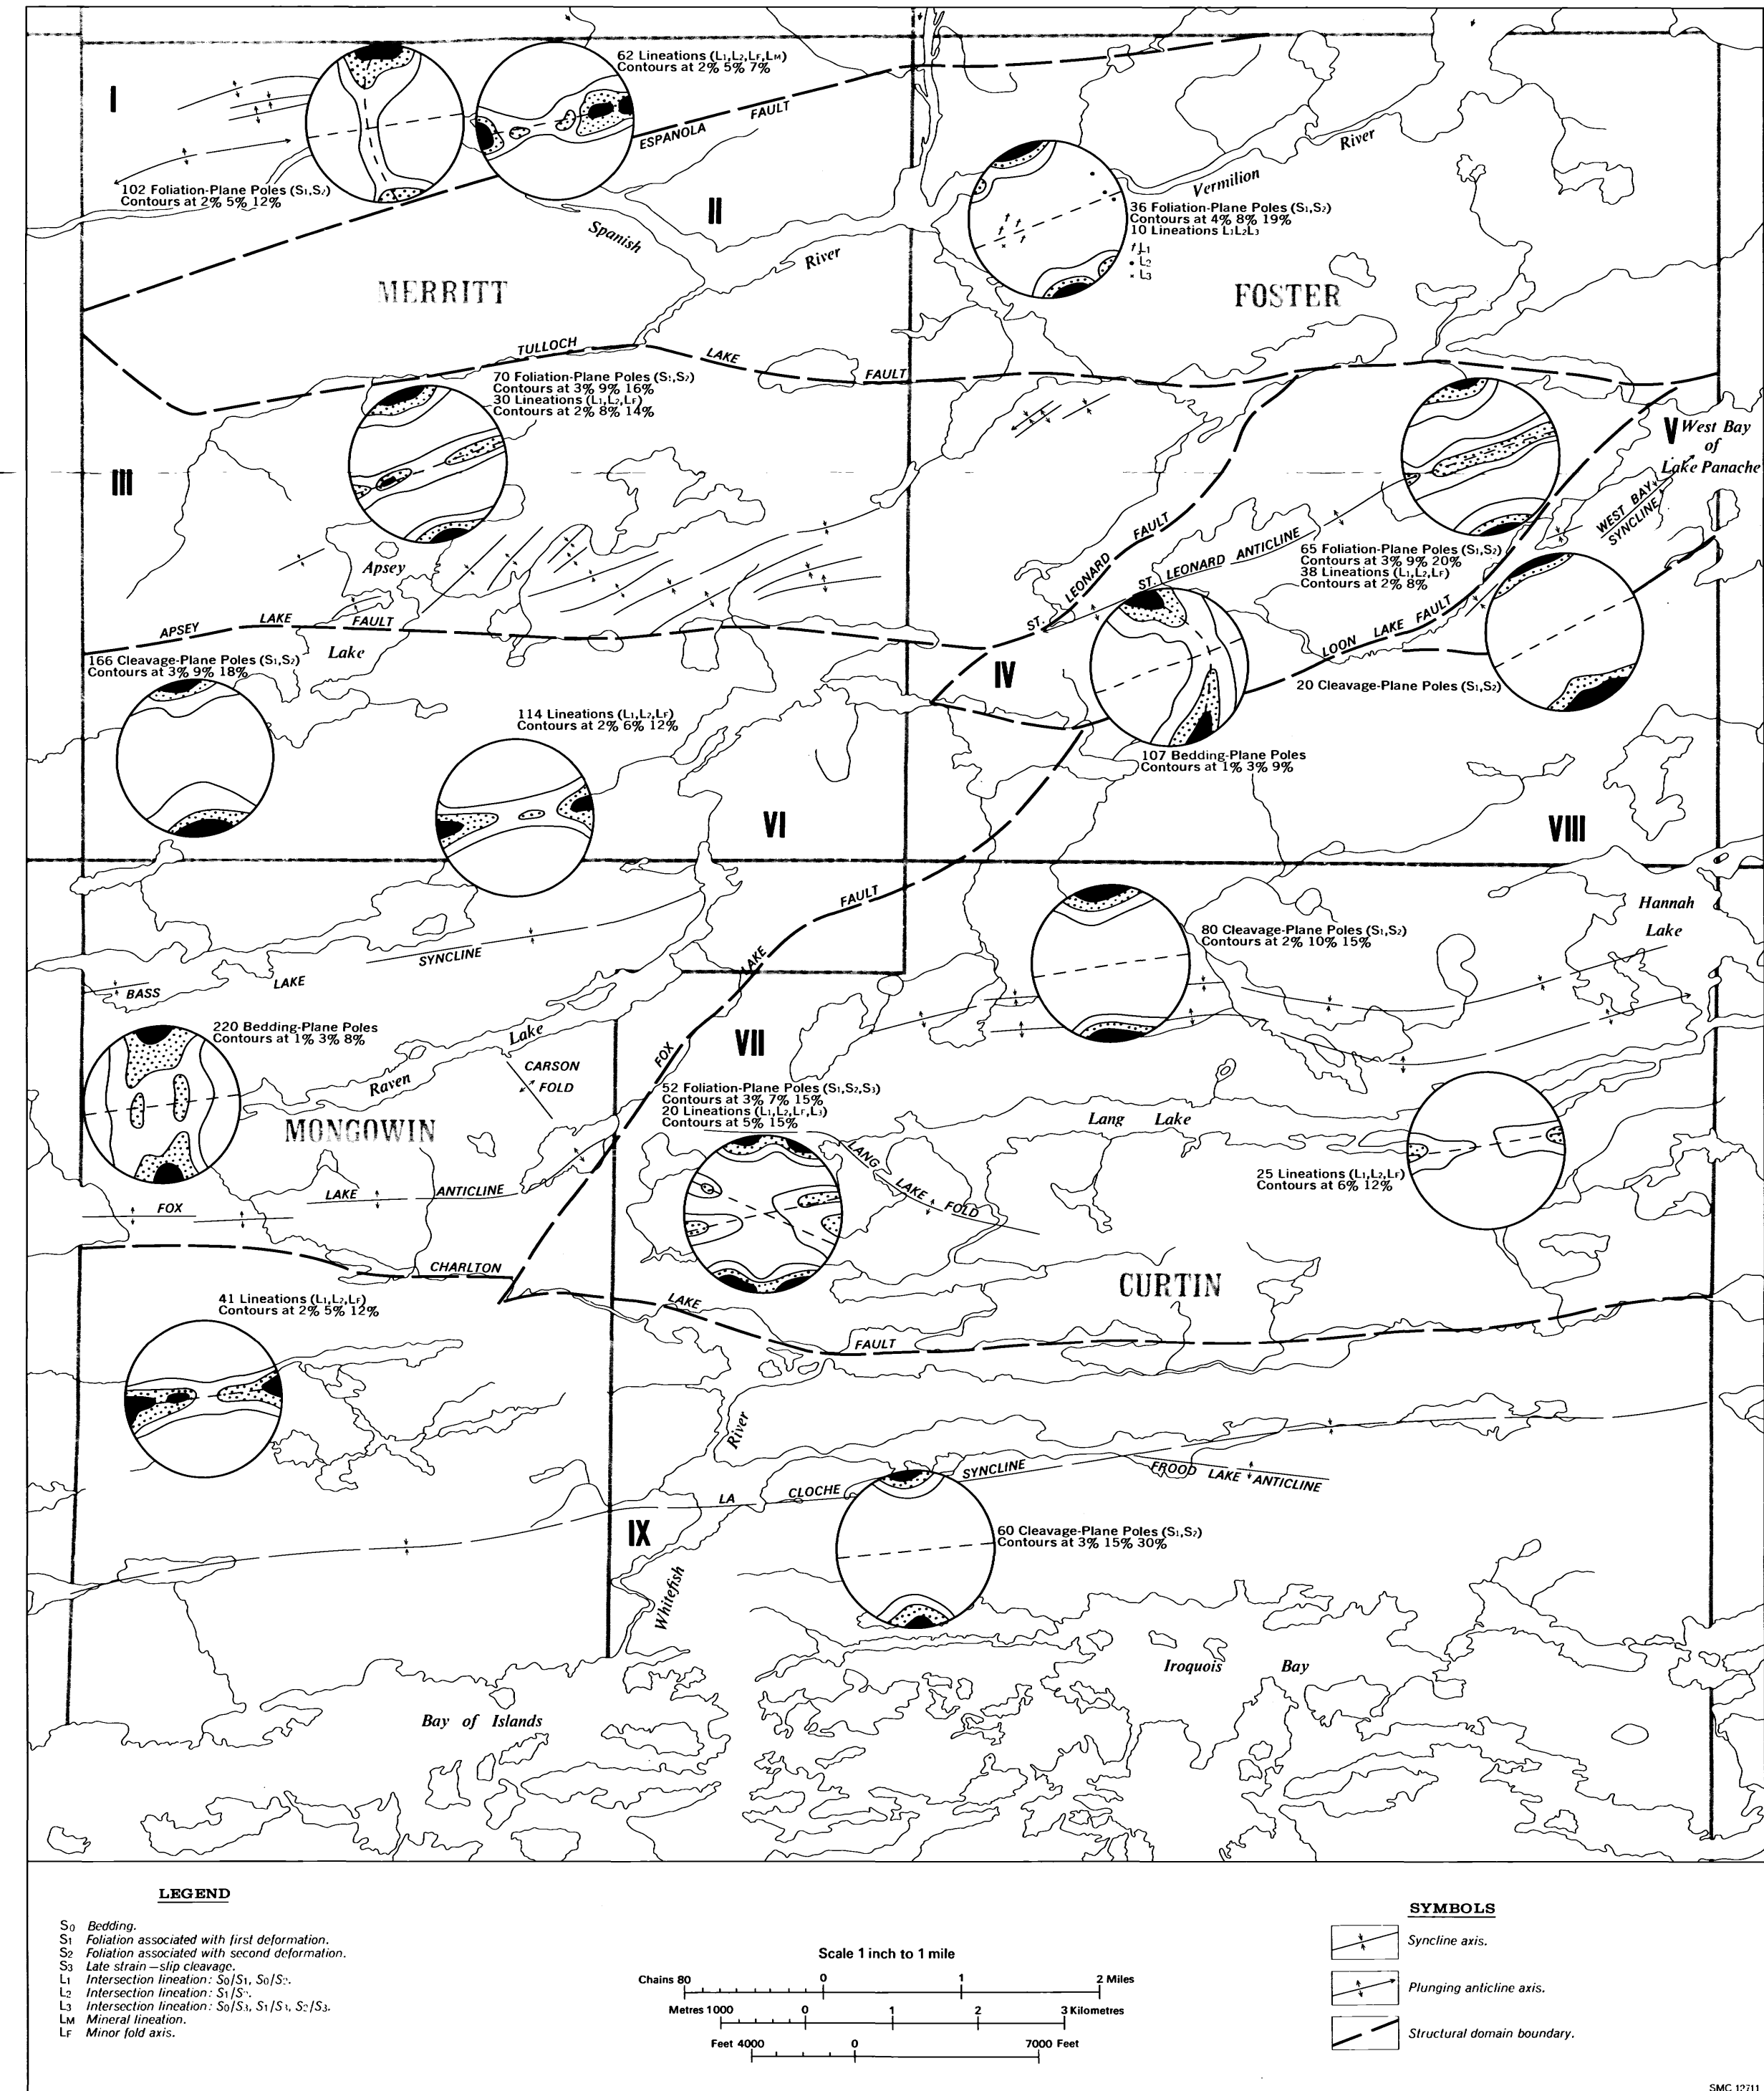 I
62 Lineations (L1,L2,LF,LM)
Contours at 2% 5% 7%
ESPANOLA FAULT
102 Foliation-Plane Poles (S1,S2)
Contours at 2% 5% 12%
II
Spanish River
Vermilion River
36 Foliation-Plane Poles (S1,S2)
Contours at 4% 8% 19%
10 Lineations L1L2L3
L1
L2
L3
MERRITT
FOSTER
TULLOCH LAKE FAULT
70 Foliation-Plane Poles (S1,S2)
Contours at 3% 9% 16%
30 Lineations (L1,L2,LF)
Contours at 2% 8% 14%
III
V
West Bay
of
Lake Panache
WEST BAY
SYNCLINE
ST. LEONARD FAULT
ST. LEONARD ANTICLINE
65 Foliation-Plane Poles (S1,S2)
Contours at 3% 9% 20%
38 Lineations (L1,L2,LF)
Contours at 2% 8%
Apsey
Lake
APSEY LAKE FAULT
LOON LAKE FAULT
166 Cleavage-Plane Poles (S1,S2)
Contours at 3% 9% 18%
IV
20 Cleavage-Plane Poles (S1,S2)
114 Lineations (L1,L2,LF)
Contours at 2% 6% 12%
107 Bedding-Plane Poles
Contours at 1% 3% 9%
VI
VIII
FOX LAKE FAULT
Hannah
Lake
80 Cleavage-Plane Poles (S1,S2)
Contours at 2% 10% 15%
BASS LAKE SYNCLINE
220 Bedding-Plane Poles
Contours at 1% 3% 8%
Raven Lake
VII
CARSON
FOLD
52 Foliation-Plane Poles (S1,S2,S3)
Contours at 3% 7% 15%
20 Lineations (L1,L2,LF,L3)
Contours at 5% 15%
Lang Lake
MONGOWIN
LANG LAKE FOLD
25 Lineations (L1,L2,LF)
Contours at 6% 12%
FOX LAKE ANTICLINE
CHARLTON LAKE FAULT
CURTIN
41 Lineations (L1,L2,LF)
Contours at 2% 5% 12%
LA CLOCHE SYNCLINE
FROOD LAKE ANTICLINE
IX
60 Cleavage-Plane Poles (S1,S2)
Contours at 3% 15% 30%
Whitefish River
Iroquois Bay
Bay of Islands
LEGEND
S0 Bedding.
S1 Foliation associated with first deformation.
S2 Foliation associated with second deformation.
S3 Late strain—slip cleavage.
L1 Intersection lineation: S0/S1, S0/S2.
L2 Intersection lineation: S1/S2.
L3 Intersection lineation: S0/S3, S1/S3, S2/S3.
LM Mineral lineation.
LF Minor fold axis.
Scale 1 inch to 1 mile
Chains 80 0 1 2 Miles
Metres 1000 0 1 2 3 Kilometres
Feet 4000 0 7000 Feet
SYMBOLS
Syncline axis.
Plunging anticline axis.
Structural domain boundary.
SMC 12711